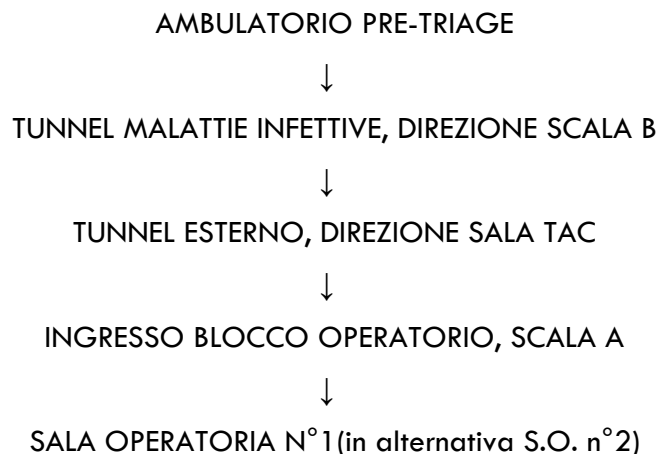 AMBULATORIO PRE-TRIAGE
↓
TUNNEL MALATTIE INFETTIVE, DIREZIONE SCALA B
↓
TUNNEL ESTERNO, DIREZIONE SALA TAC
↓
INGRESSO BLOCCO OPERATORIO, SCALA A
↓
SALA OPERATORIA N°1(in alternativa S.O. n°2)